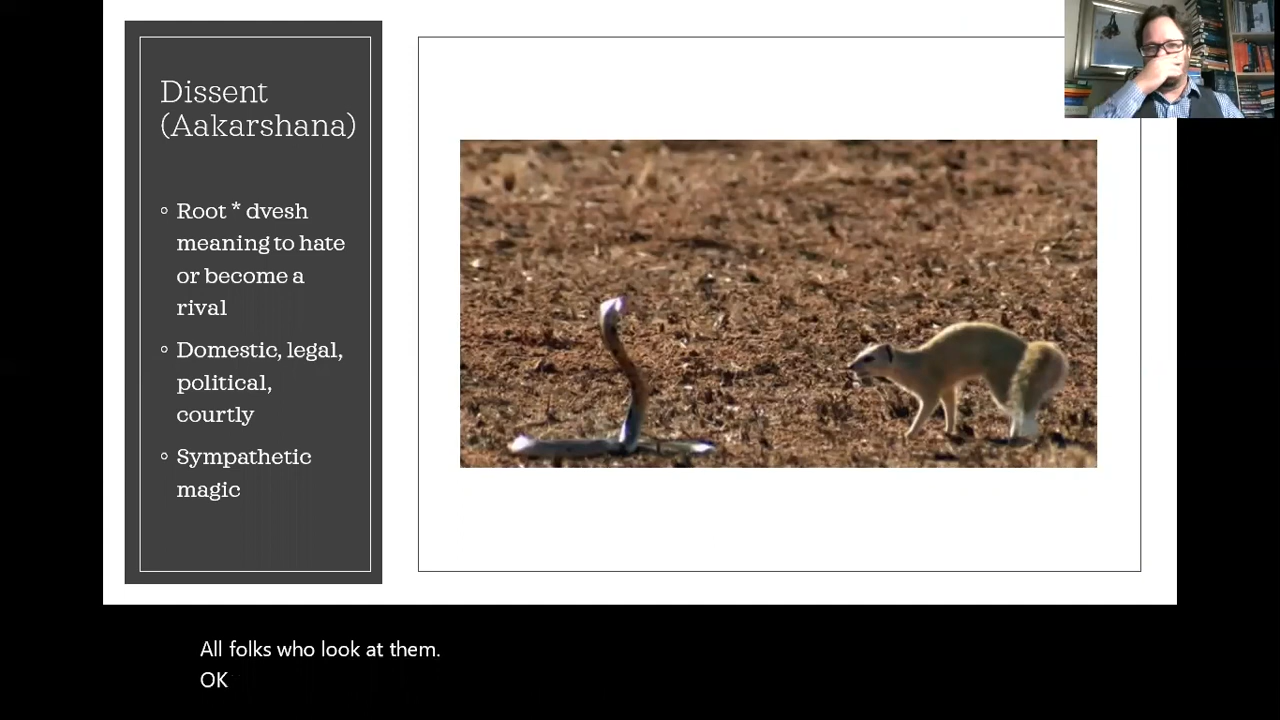 Dissent
(Aakarshana)
Root * dvesh
meaning to hate
or become a
rival
Domestic, legal,
political,
courtly
Sympathetic
magic
All folks who look at them.
OK